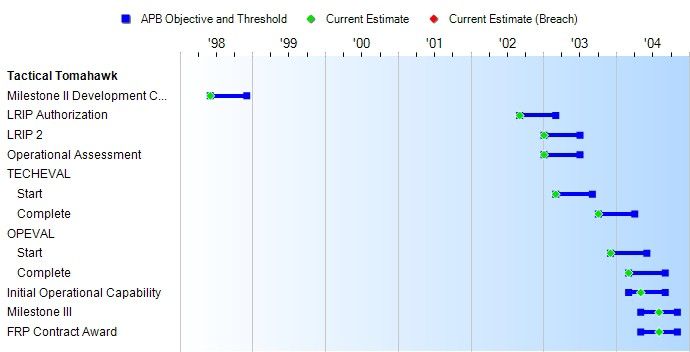 APB Objective and Threshold Current Estimate Current Estimate (Breach)
'98 '99 '00 '01 '02 '03 '04
Tactical Tomahawk
Milestone II Development C...
LRIP Authorization
LRIP 2
Operational Assessment
TECHEVAL
Start
Complete
OPEVAL
Start
Complete
Initial Operational Capability
Milestone III
FRP Contract Award